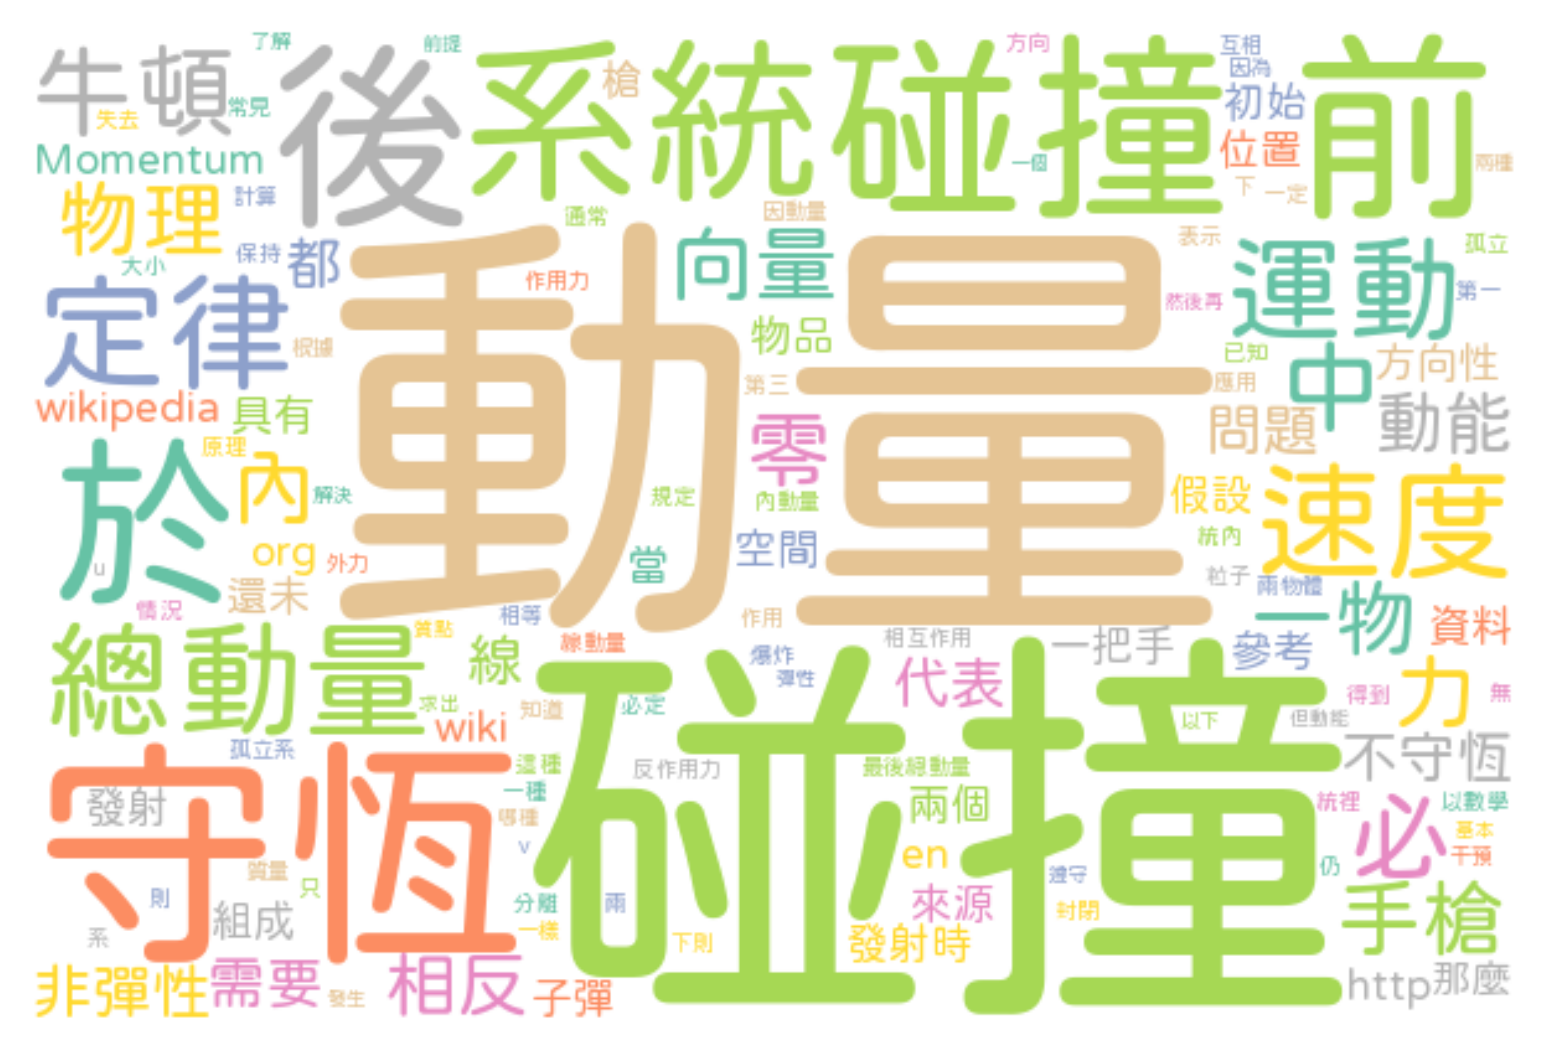 了解
前提
方向
互相
牛頓
後
系統
槍
碰撞前
因為
初始
常見
失去
Momentum
一個
位置
兩種
物理
計算
下
一定
因動量
通常
向量
表示
孤立
保持
都
大小
運動
作用力
動量
定律
然後再
第一
物品
根據
已知
中
方向性
第三
應用
wikipedia
具有
零
問題
動能
原理
於
內
解決
規定
內動量
假設
速度
org
外力
空間
統內
u
當
粒子
兩物體
還未
情況
相等
作用
一物
資料
總動量
質點
線
線動量
相互作用
一把手
參考
爆炸
彈性
代表
力
得到
無
求出
知道
必定
wiki
以下
但動能
孤立系
不守恆
守恆
這種
反作用力
最後總動量
碰撞
發射
一種
兩個
統裡
必
以數學
哪種
基本
v
en
干預
質量
只
遵守
仍
則
分離
兩
來源
封閉
手槍
組成
一樣
系
下則
發射時
非彈性
需要
相反
子彈
發生
http
那麼